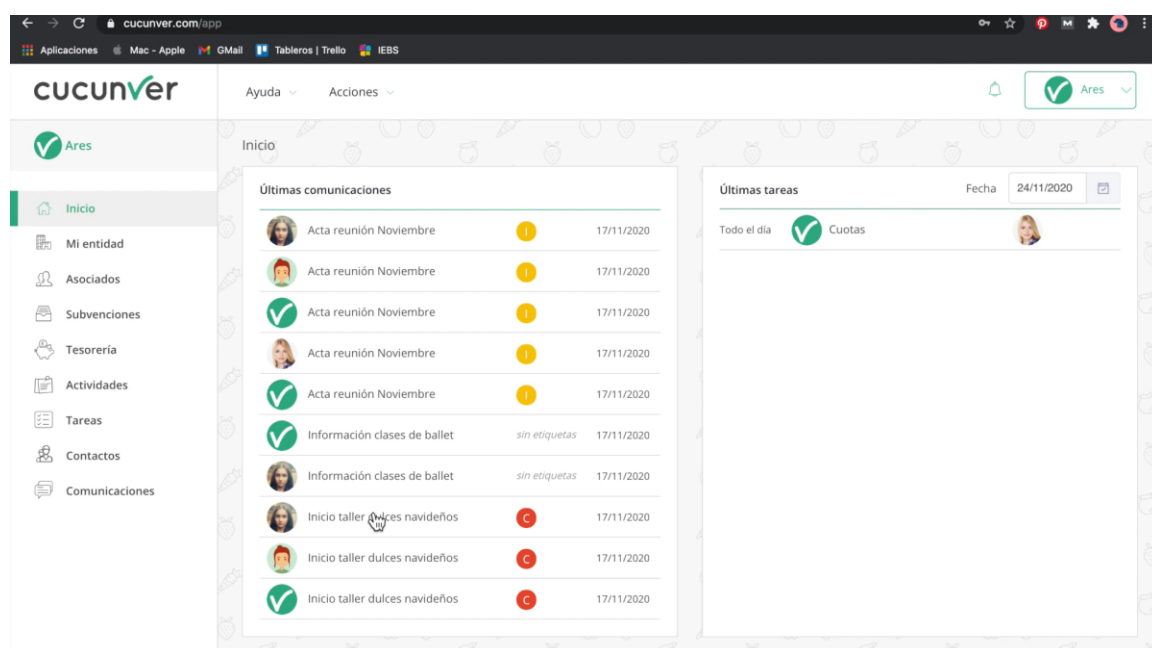 cucunver.com/app
Aplicaciones Mac - Apple GMail Tableros | Trello IEBS
cucunver Ayuda Acciones Ares
Ares
Inicio
Mi entidad
Asociados
Subvenciones
Tesorería
Actividades
Tareas
Contactos
Comunicaciones
Inicio
Últimas comunicaciones
Acta reunión Noviembre I 17/11/2020
Acta reunión Noviembre I 17/11/2020
Acta reunión Noviembre I 17/11/2020
Acta reunión Noviembre I 17/11/2020
Acta reunión Noviembre I 17/11/2020
Información clases de ballet sin etiquetas 17/11/2020
Información clases de ballet sin etiquetas 17/11/2020
Inicio taller dulces navideños C 17/11/2020
Inicio taller dulces navideños C 17/11/2020
Inicio taller dulces navideños C 17/11/2020
Últimas tareas Fecha 24/11/2020
Todo el día Cuotas